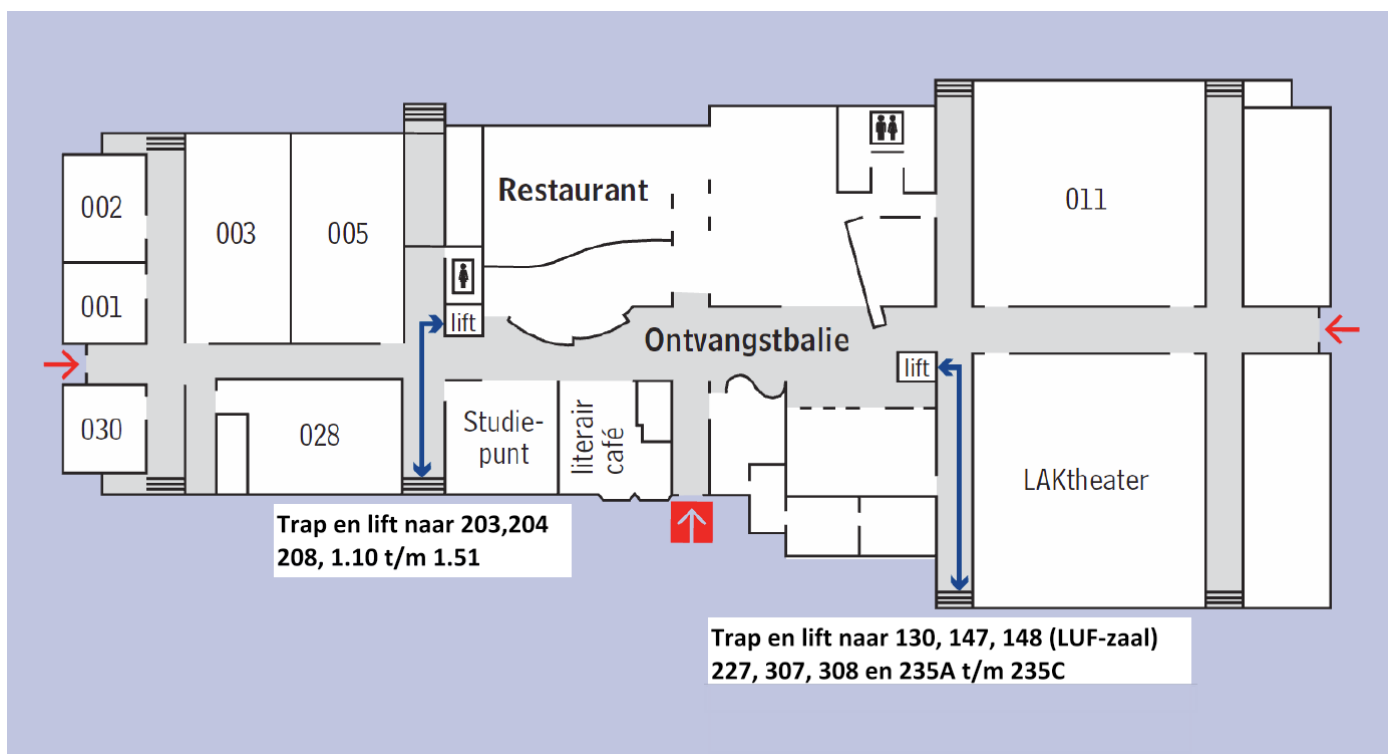 002
003
005
001
Restaurant
011
lift
Ontvangstbalie
lift
030
028
Studie-
punt
literair
café
LAKtheater
Trap en lift naar 203,204
208, 1.10 t/m 1.51
Trap en lift naar 130, 147, 148 (LUF-zaal)
227, 307, 308 en 235A t/m 235C